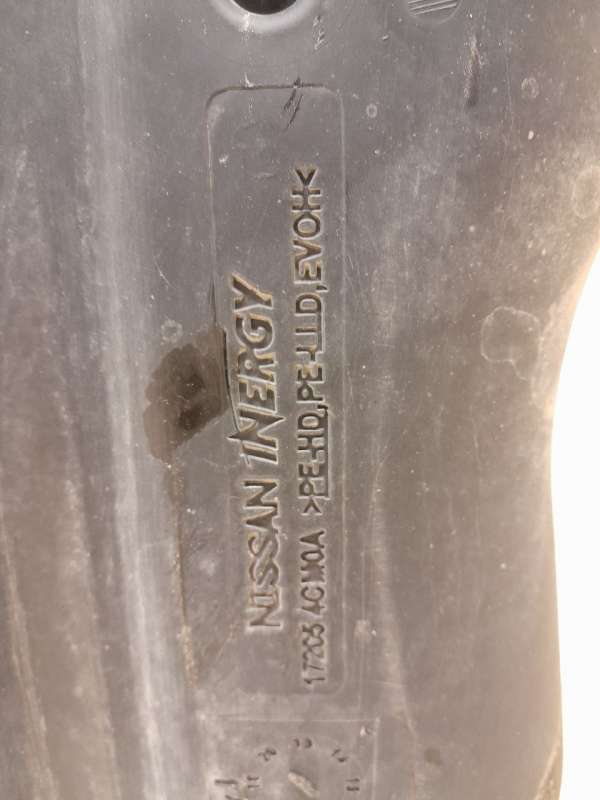 NISSAN INERGY
17203 4CM0A >PE-HD,PE-LLD,EVOH<